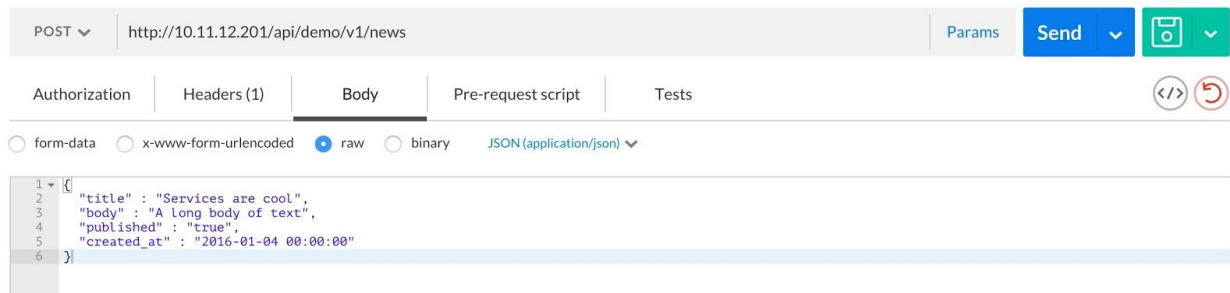 POST http://10.11.12.201/api/demo/v1/news Params Send
Authorization Headers (1) Body Pre-request script Tests </>
form-data x-www-form-urlencoded raw binary JSON (application/json)
1 {
2 "title" : "Services are cool",
3 "body" : "A long body of text",
4 "published" : "true",
5 "created_at" : "2016-01-04 00:00:00"
6 }